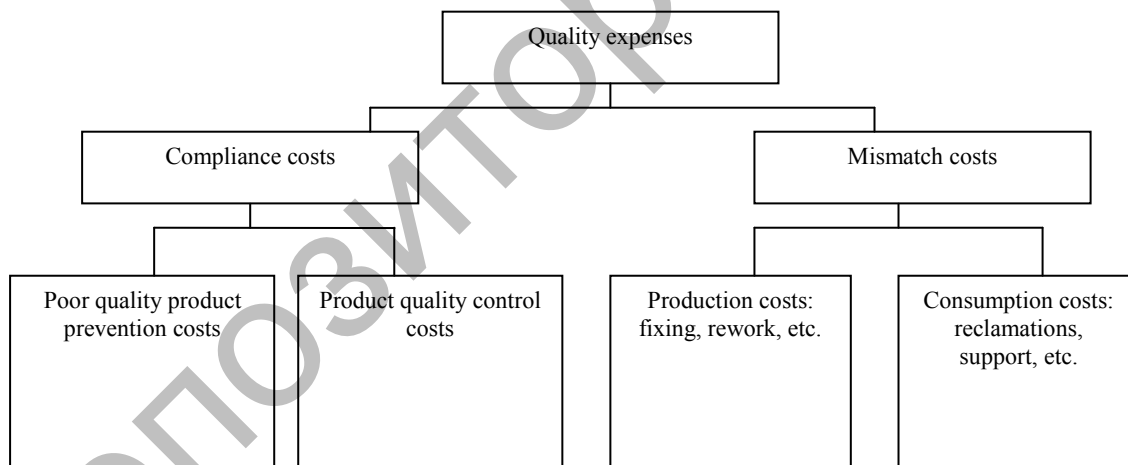 Quality expenses
Compliance costs
Mismatch costs
Poor quality product
prevention costs
Product quality control
costs
Production costs:
fixing, rework, etc.
Consumption costs:
reclamations,
support, etc.
позитор